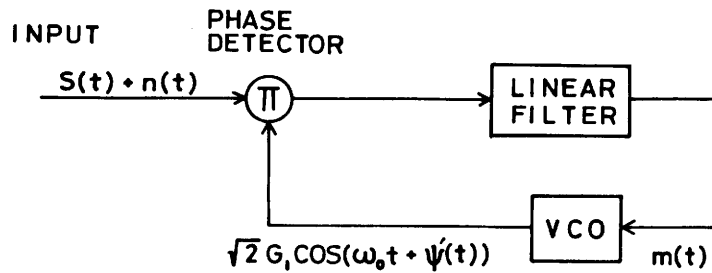 INPUT
PHASE
DETECTOR
S(t) + n(t)
π
LINEAR
FILTER
VCO
√2 G₁ COS(ω₀t + ψ′(t))
m(t)